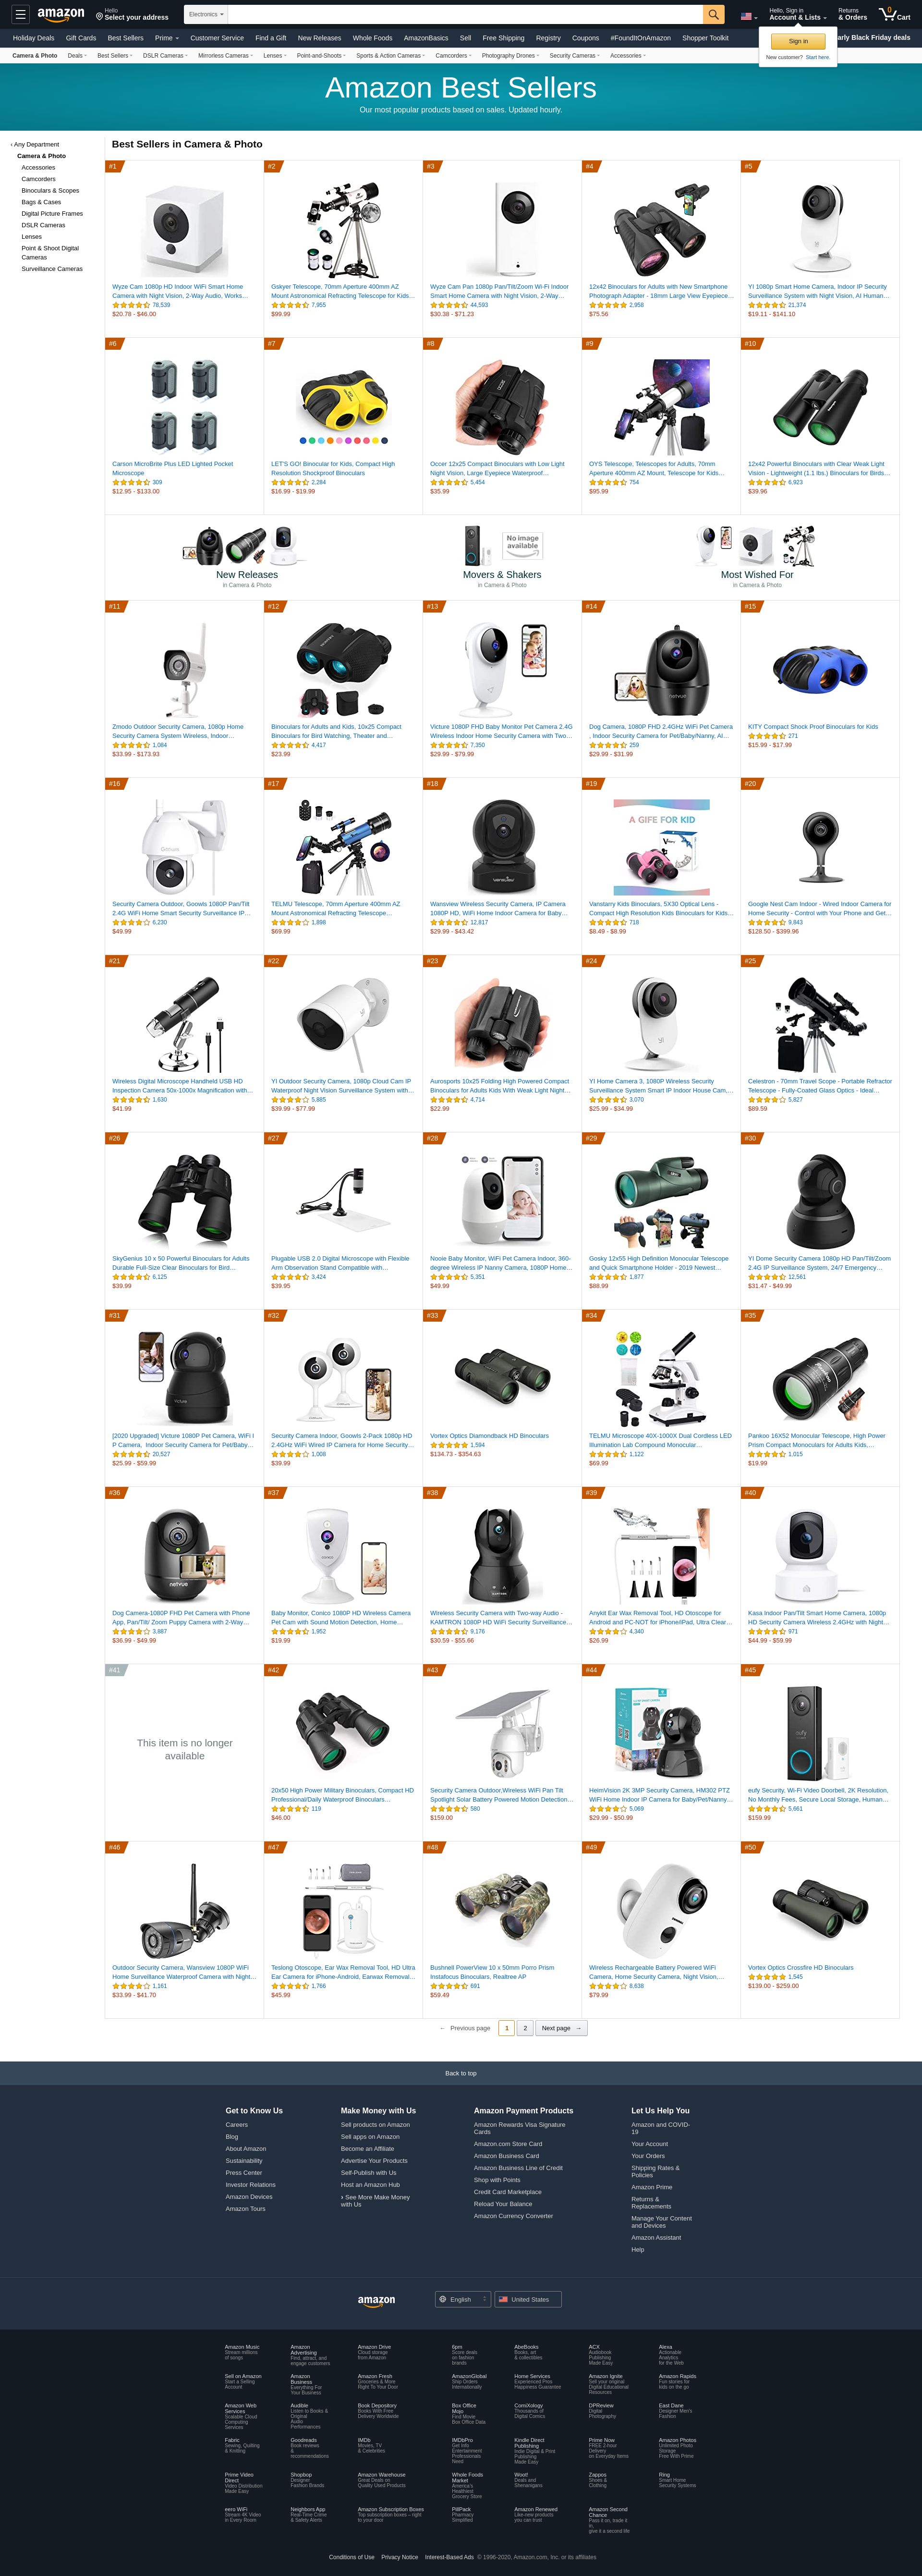 Hello
Select your address
amazon
Electronics
Hello, Sign in
Account & Lists
Returns
& Orders
0
Cart
Holiday Deals
Gift Cards
Best Sellers
Prime
Customer Service
Find a Gift
New Releases
Whole Foods
AmazonBasics
Sell
Free Shipping
Registry
Coupons
#FoundItOnAmazon
Shopper Toolkit
arly Black Friday deals
Sign in
New customer? Start here.
Camera & Photo
Deals
Best Sellers
DSLR Cameras
Mirrorless Cameras
Lenses
Point-and-Shoots
Sports & Action Cameras
Camcorders
Photography Drones
Security Cameras
Accessories
Amazon Best Sellers
Our most popular products based on sales. Updated hourly.
‹ Any Department
Camera & Photo
Accessories
Camcorders
Binoculars & Scopes
Bags & Cases
Digital Picture Frames
DSLR Cameras
Lenses
Point & Shoot Digital
Cameras
Surveillance Cameras
Best Sellers in Camera & Photo
#1
Wyze Cam 1080p HD Indoor WiFi Smart Home
Camera with Night Vision, 2-Way Audio, Works…
78,539
$20.78 - $46.00
#2
Gskyer Telescope, 70mm Aperture 400mm AZ
Mount Astronomical Refracting Telescope for Kids…
7,955
$99.99
#3
Wyze Cam Pan 1080p Pan/Tilt/Zoom Wi-Fi Indoor
Smart Home Camera with Night Vision, 2-Way…
44,593
$30.38 - $71.23
#4
12x42 Binoculars for Adults with New Smartphone
Photograph Adapter - 18mm Large View Eyepiece…
2,958
$75.56
#5
YI 1080p Smart Home Camera, Indoor IP Security
Surveillance System with Night Vision, AI Human…
21,374
$19.11 - $141.10
#6
Carson MicroBrite Plus LED Lighted Pocket
Microscope
309
$12.95 - $133.00
#7
LET'S GO! Binocular for Kids, Compact High
Resolution Shockproof Binoculars
2,284
$16.99 - $19.99
#8
Occer 12x25 Compact Binoculars with Low Light
Night Vision, Large Eyepiece Waterproof…
5,454
$35.99
#9
OYS Telescope, Telescopes for Adults, 70mm
Aperture 400mm AZ Mount, Telescope for Kids…
754
$95.99
#10
12x42 Powerful Binoculars with Clear Weak Light
Vision - Lightweight (1.1 lbs.) Binoculars for Birds…
6,923
$39.96
No image
available
New Releases
in Camera & Photo
Movers & Shakers
in Camera & Photo
Most Wished For
in Camera & Photo
#11
Zmodo Outdoor Security Camera, 1080p Home
Security Camera System Wireless, Indoor…
1,084
$33.99 - $173.93
#12
Binoculars for Adults and Kids, 10x25 Compact
Binoculars for Bird Watching, Theater and…
4,417
$23.99
#13
Victure 1080P FHD Baby Monitor Pet Camera 2.4G
Wireless Indoor Home Security Camera with Two…
7,350
$29.99 - $79.99
#14
netvue
Dog Camera, 1080P FHD 2.4GHz WiFi Pet Camera
, Indoor Security Camera for Pet/Baby/Nanny, AI…
259
$29.99 - $31.99
#15
KITY Compact Shock Proof Binoculars for Kids
271
$15.99 - $17.99
#16
Security Camera Outdoor, Goowls 1080P Pan/Tilt
2.4G WiFi Home Smart Security Surveillance IP…
6,230
$49.99
#17
TELMU Telescope, 70mm Aperture 400mm AZ
Mount Astronomical Refracting Telescope…
1,898
$69.99
#18
wansview
Wansview Wireless Security Camera, IP Camera
1080P HD, WiFi Home Indoor Camera for Baby…
12,817
$29.99 - $43.42
#19
A GIFE FOR KID
Vanstarry Kids Binoculars, 5X30 Optical Lens -
Compact High Resolution Kids Binoculars for Kids…
718
$8.49 - $8.99
#20
Google Nest Cam Indoor - Wired Indoor Camera for
Home Security - Control with Your Phone and Get…
9,843
$128.50 - $399.96
#21
Wireless Digital Microscope Handheld USB HD
Inspection Camera 50x-1000x Magnification with…
1,630
$41.99
#22
YI Outdoor Security Camera, 1080p Cloud Cam IP
Waterproof Night Vision Surveillance System with…
5,885
$39.99 - $77.99
#23
Aurosports 10x25 Folding High Powered Compact
Binoculars for Adults Kids With Weak Light Night…
4,714
$22.99
#24
YI Home Camera 3, 1080P Wireless Security
Surveillance System Smart IP Indoor House Cam,…
3,070
$25.99 - $34.99
#25
Celestron - 70mm Travel Scope - Portable Refractor
Telescope - Fully-Coated Glass Optics - Ideal…
5,827
$89.59
#26
SkyGenius 10 x 50 Powerful Binoculars for Adults
Durable Full-Size Clear Binoculars for Bird…
6,125
$39.99
#27
Plugable USB 2.0 Digital Microscope with Flexible
Arm Observation Stand Compatible with…
3,424
$39.95
#28
Nooie Baby Monitor, WiFi Pet Camera Indoor, 360-
degree Wireless IP Nanny Camera, 1080P Home…
5,351
$49.99
#29
Gosky 12x55 High Definition Monocular Telescope
and Quick Smartphone Holder - 2019 Newest…
1,877
$88.99
#30
YI Dome Security Camera 1080p HD Pan/Tilt/Zoom
2.4G IP Surveillance System, 24/7 Emergency…
12,561
$31.47 - $49.99
#31
[2020 Upgraded] Victure 1080P Pet Camera, WiFi I
P Camera, Indoor Security Camera for Pet/Baby…
20,527
$25.99 - $59.99
#32
Security Camera Indoor, Goowls 2-Pack 1080p HD
2.4GHz WiFi Wired IP Camera for Home Security…
1,008
$39.99
#33
Vortex Optics Diamondback HD Binoculars
1,594
$134.73 - $354.63
#34
TELMU Microscope 40X-1000X Dual Cordless LED
Illumination Lab Compound Monocular…
1,122
$69.99
#35
Pankoo 16X52 Monocular Telescope, High Power
Prism Compact Monoculars for Adults Kids,…
1,015
$19.99
#36
netvue
Dog Camera-1080P FHD Pet Camera with Phone
App, Pan/Tilt/ Zoom Puppy Camera with 2-Way…
3,887
$36.99 - $49.99
#37
Baby Monitor, Conico 1080P HD Wireless Camera
Pet Cam with Sound Motion Detection, Home…
1,952
$19.99
#38
Wireless Security Camera with Two-way Audio -
KAMTRON 1080P HD WiFi Security Surveillance…
9,176
$30.59 - $55.66
#39
Anykit Ear Wax Removal Tool, HD Otoscope for
Android and PC-NOT for iPhone/iPad, Ultra Clear…
4,340
$26.99
#40
Kasa Indoor Pan/Tilt Smart Home Camera, 1080p
HD Security Camera Wireless 2.4GHz with Night…
971
$44.99 - $59.99
#41
This item is no longer
available
#42
20x50 High Power Military Binoculars, Compact HD
Professional/Daily Waterproof Binoculars…
119
$46.00
#43
Security Camera Outdoor,Wireless WiFi Pan Tilt
Spotlight Solar Battery Powered Motion Detection…
580
$159.00
#44
HeimVision 2K 3MP Security Camera, HM302 PTZ
WiFi Home Indoor IP Camera for Baby/Pet/Nanny…
5,069
$29.99 - $50.99
#45
eufy
eufy Security, Wi-Fi Video Doorbell, 2K Resolution,
No Monthly Fees, Secure Local Storage, Human…
5,661
$159.99
#46
Outdoor Security Camera, Wansview 1080P WiFi
Home Surveillance Waterproof Camera with Night…
1,161
$33.99 - $41.70
#47
Teslong Otoscope, Ear Wax Removal Tool, HD Ultra
Ear Camera for iPhone-Android, Earwax Removal…
1,766
$45.99
#48
Bushnell PowerView 10 x 50mm Porro Prism
Instafocus Binoculars, Realtree AP
691
$59.49
#49
Wireless Rechargeable Battery Powered WiFi
Camera, Home Security Camera, Night Vision,…
8,638
$79.99
#50
Vortex Optics Crossfire HD Binoculars
1,545
$139.00 - $259.00
← Previous page
1
2
Next page →
Back to top
Get to Know Us
Careers
Blog
About Amazon
Sustainability
Press Center
Investor Relations
Amazon Devices
Amazon Tours
Make Money with Us
Sell products on Amazon
Sell apps on Amazon
Become an Affiliate
Advertise Your Products
Self-Publish with Us
Host an Amazon Hub
› See More Make Money
with Us
Amazon Payment Products
Amazon Rewards Visa Signature
Cards
Amazon.com Store Card
Amazon Business Card
Amazon Business Line of Credit
Shop with Points
Credit Card Marketplace
Reload Your Balance
Amazon Currency Converter
Let Us Help You
Amazon and COVID-
19
Your Account
Your Orders
Shipping Rates &
Policies
Amazon Prime
Returns &
Replacements
Manage Your Content
and Devices
Amazon Assistant
Help
amazon
English
United States
Amazon Music
Stream millions
of songs
Amazon
Advertising
Find, attract, and
engage customers
Amazon Drive
Cloud storage
from Amazon
6pm
Score deals
on fashion
brands
AbeBooks
Books, art
& collectibles
ACX
Audiobook
Publishing
Made Easy
Alexa
Actionable
Analytics
for the Web
Sell on Amazon
Start a Selling
Account
Amazon
Business
Everything For
Your Business
Amazon Fresh
Groceries & More
Right To Your Door
AmazonGlobal
Ship Orders
Internationally
Home Services
Experienced Pros
Happiness Guarantee
Amazon Ignite
Sell your original
Digital Educational
Resources
Amazon Rapids
Fun stories for
kids on the go
Amazon Web
Services
Scalable Cloud
Computing
Services
Audible
Listen to Books &
Original
Audio
Performances
Book Depository
Books With Free
Delivery Worldwide
Box Office
Mojo
Find Movie
Box Office Data
ComiXology
Thousands of
Digital Comics
DPReview
Digital
Photography
East Dane
Designer Men's
Fashion
Fabric
Sewing, Quilting
& Knitting
Goodreads
Book reviews
&
recommendations
IMDb
Movies, TV
& Celebrities
IMDbPro
Get Info
Entertainment
Professionals
Need
Kindle Direct
Publishing
Indie Digital & Print
Publishing
Made Easy
Prime Now
FREE 2-hour
Delivery
on Everyday Items
Amazon Photos
Unlimited Photo
Storage
Free With Prime
Prime Video
Direct
Video Distribution
Made Easy
Shopbop
Designer
Fashion Brands
Amazon Warehouse
Great Deals on
Quality Used Products
Whole Foods
Market
America's
Healthiest
Grocery Store
Woot!
Deals and
Shenanigans
Zappos
Shoes &
Clothing
Ring
Smart Home
Security Systems
eero WiFi
Stream 4K Video
in Every Room
Neighbors App
Real-Time Crime
& Safety Alerts
Amazon Subscription Boxes
Top subscription boxes – right
to your door
PillPack
Pharmacy
Simplified
Amazon Renewed
Like-new products
you can trust
Amazon Second
Chance
Pass it on, trade it
in,
give it a second life
Conditions of Use
Privacy Notice
Interest-Based Ads
© 1996-2020, Amazon.com, Inc. or its affiliates